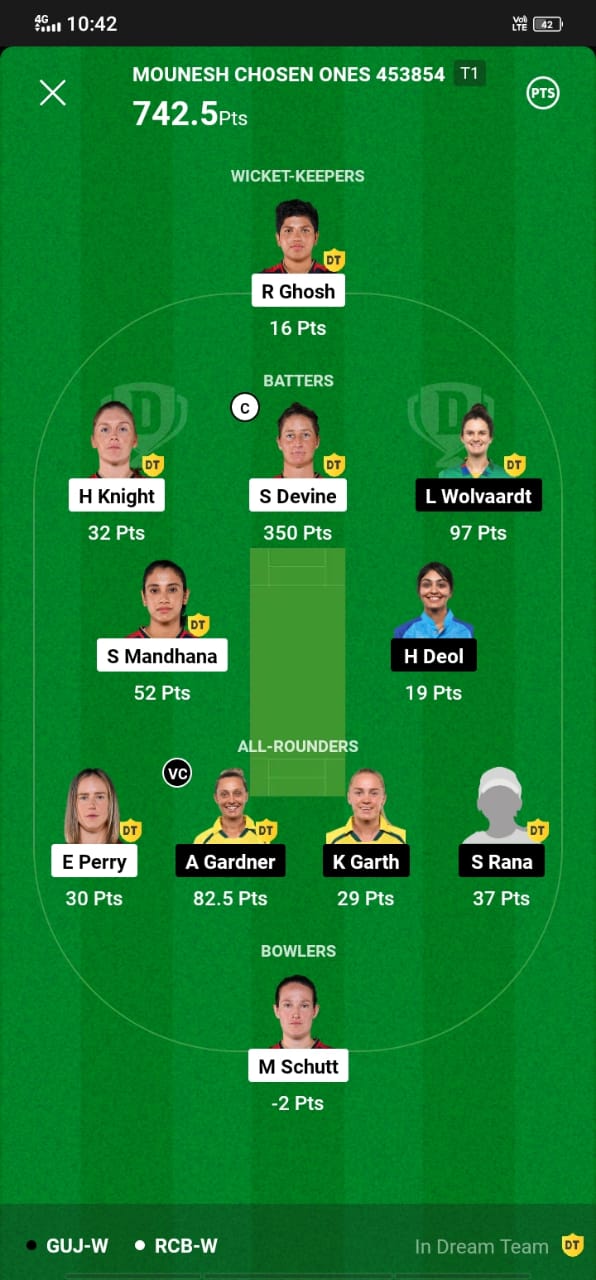 4G 10:42 Vo) LTE 42
MOUNESH CHOSEN ONES 453854 T1
742.5Pts
PTS
WICKET-KEEPERS
DT
R Ghosh
16 Pts
BATTERS
C
D D
DT DT DT
H Knight S Devine L Wolvaardt
32 Pts 350 Pts 97 Pts
DT
S Mandhana H Deol
52 Pts 19 Pts
ALL-ROUNDERS
VC
DT DT DT
E Perry A Gardner K Garth S Rana
30 Pts 82.5 Pts 29 Pts 37 Pts
BOWLERS
M Schutt
-2 Pts
GUJ-W RCB-W In Dream Team DT